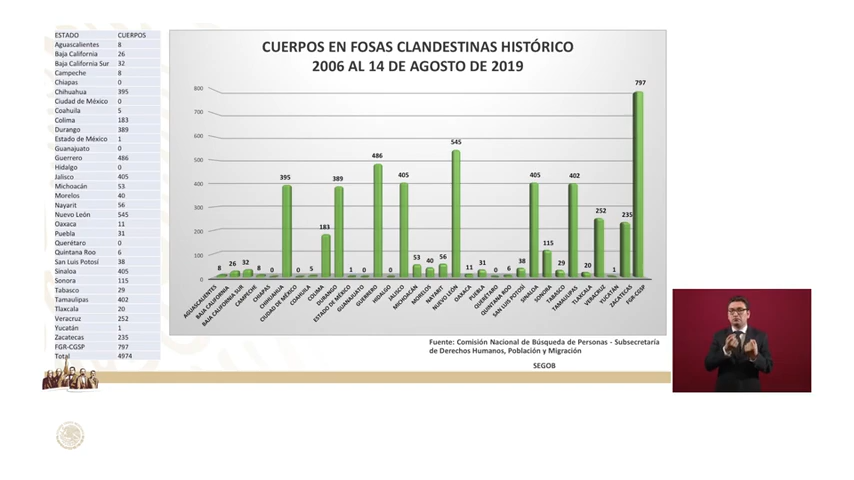 ESTADO CUERPOS
Aguascalientes 8
Baja California 26
Baja California Sur 32
Campeche 8
Chiapas 0
Chihuahua 395
Ciudad de México 0
Coahuila 5
Colima 183
Durango 389
Estado de México 1
Guanajuato 0
Guerrero 486
Hidalgo 0
Jalisco 405
Michoacán 53
Morelos 40
Nayarit 56
Nuevo León 545
Oaxaca 11
Puebla 31
Querétaro 0
Quintana Roo 6
San Luis Potosí 38
Sinaloa 405
Sonora 115
Tabasco 29
Tamaulipas 402
Tlaxcala 20
Veracruz 252
Yucatán 1
Zacatecas 235
FGR-CGSP 797
Total 4974
CUERPOS EN FOSAS CLANDESTINAS HISTÓRICO
2006 AL 14 DE AGOSTO DE 2019
800
700
600
500
400
300
200
100
0
8 26 32 8 0 395 0 5 183 389 1 0 486 0 405 53 40 56 545 11 31 0 6 38 405 115 29 402 20 252 1 235 797
AGUASCALIENTES
BAJA CALIFORNIA
BAJA CALIFORNIA SUR
CAMPECHE
CHIAPAS
CHIHUAHUA
CIUDAD DE MÉXICO
COAHUILA
COLIMA
DURANGO
ESTADO DE MÉXICO
GUANAJUATO
GUERRERO
HIDALGO
JALISCO
MICHOACÁN
MORELOS
NAYARIT
NUEVO LEÓN
OAXACA
PUEBLA
QUERÉTARO
QUINTANA ROO
SAN LUIS POTOSÍ
SINALOA
SONORA
TABASCO
TAMAULIPAS
TLAXCALA
VERACRUZ
YUCATÁN
ZACATECAS
FGR-CGSP
Fuente: Comisión Nacional de Búsqueda de Personas - Subsecretaría
de Derechos Humanos, Población y Migración
SEGOB